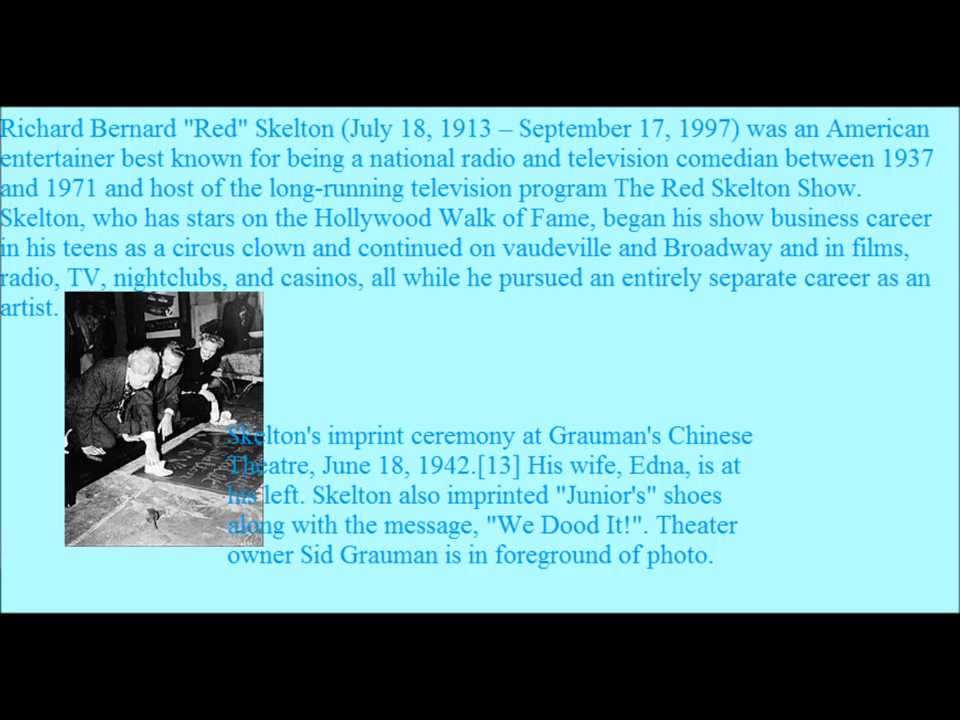 Richard Bernard "Red" Skelton (July 18, 1913 – September 17, 1997) was an American
entertainer best known for being a national radio and television comedian between 1937
and 1971 and host of the long-running television program The Red Skelton Show.
Skelton, who has stars on the Hollywood Walk of Fame, began his show business career
in his teens as a circus clown and continued on vaudeville and Broadway and in films,
radio, TV, nightclubs, and casinos, all while he pursued an entirely separate career as an
artist.
Skelton's imprint ceremony at Grauman's Chinese
Theatre, June 18, 1942.[13] His wife, Edna, is at
his left. Skelton also imprinted "Junior's" shoes
along with the message, "We Dood It!". Theater
owner Sid Grauman is in foreground of photo.